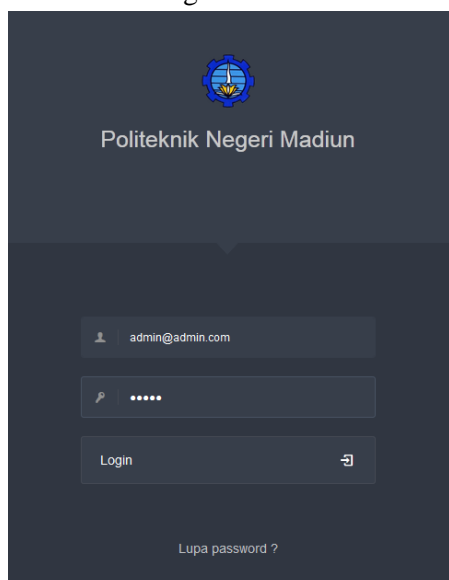 Politeknik Negeri Madiun
admin@admin.com
•••••
Login
Lupa password ?